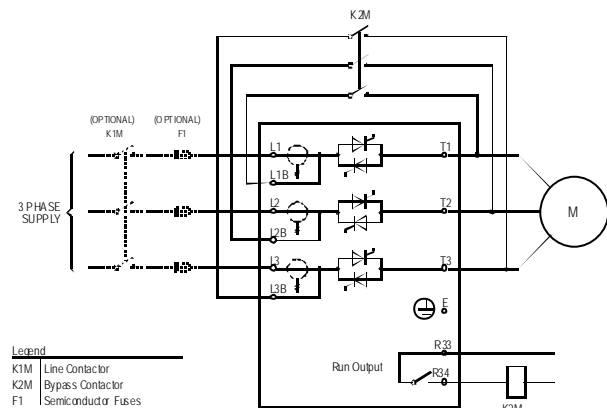 K2M
(OPTIONAL) (OPTIONAL)
K1M F1
L1 T1
L1B
3 PHASE
SUPPLY
L2 T2
M
L2B
L3 T3
L3B
E
Legend
K1M Line Contactor
K2M Bypass Contactor
F1 Semiconductor Fuses
R33
Run Output
R34
K2M